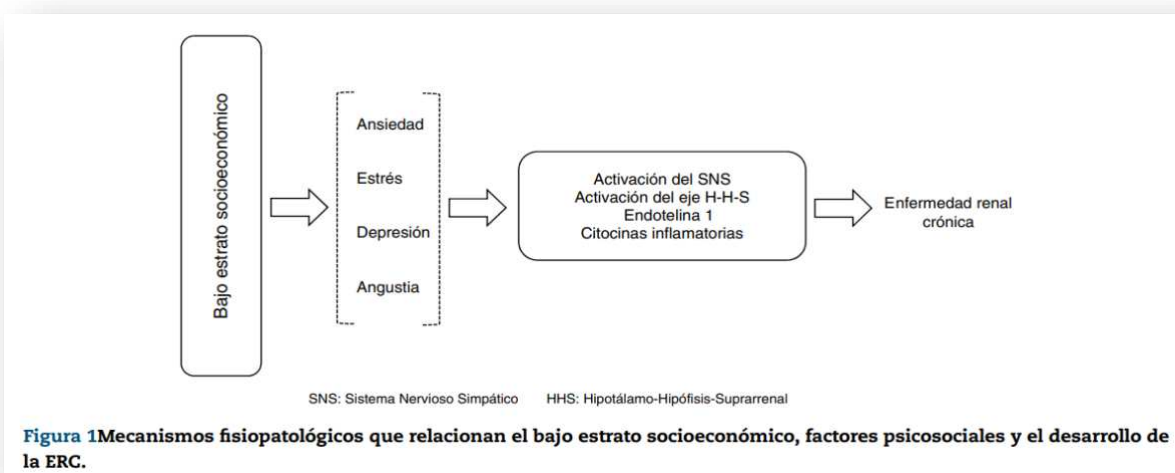 Bajo estrato socioeconómico
Ansiedad
Estrés
Depresión
Angustia
Activación del SNS
Activación del eje H-H-S
Endotelina 1
Citocinas inflamatorias
Enfermedad renal
crónica
SNS: Sistema Nervioso Simpático HHS: Hipotálamo-Hipófisis-Suprarrenal
Figura 1Mecanismos fisiopatológicos que relacionan el bajo estrato socioeconómico, factores psicosociales y el desarrollo de
la ERC.